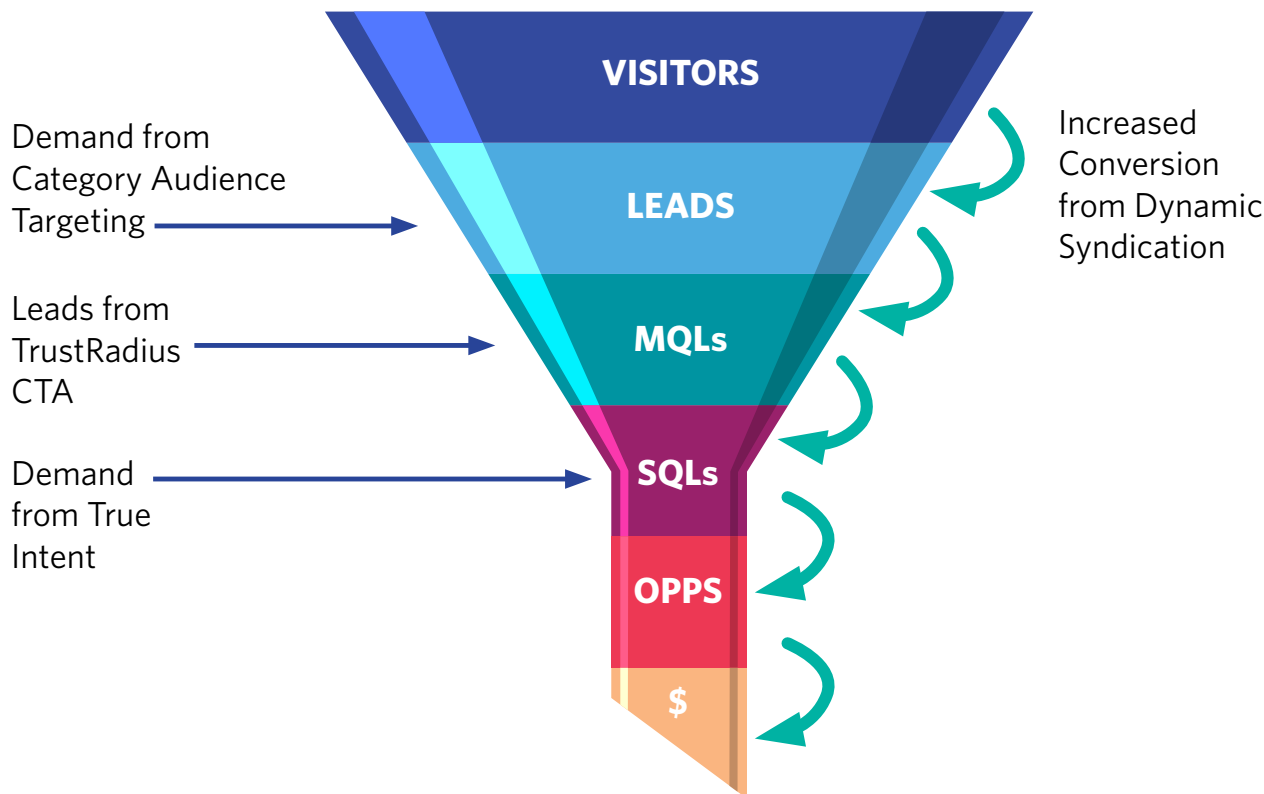 VISITORS
Demand from
Category Audience
Targeting
Increased
Conversion
from Dynamic
Syndication
LEADS
Leads from
TrustRadius
CTA
MQLs
Demand
from True
Intent
SQLs
OPPS
$